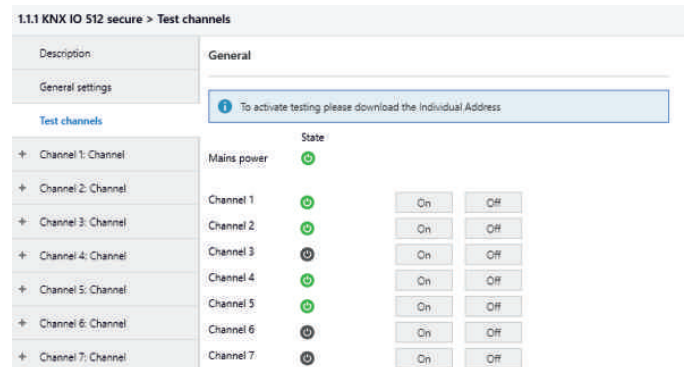 1.1.1 KNX IO 512 secure > Test channels
Description
General settings
Test channels
+ Channel 1: Channel
+ Channel 2: Channel
+ Channel 3: Channel
+ Channel 4: Channel
+ Channel 5: Channel
+ Channel 6: Channel
+ Channel 7: Channel
General
To activate testing please download the Individual Address
State
Mains power
Channel 1 On Off
Channel 2 On Off
Channel 3 On Off
Channel 4 On Off
Channel 5 On Off
Channel 6 On Off
Channel 7 On Off